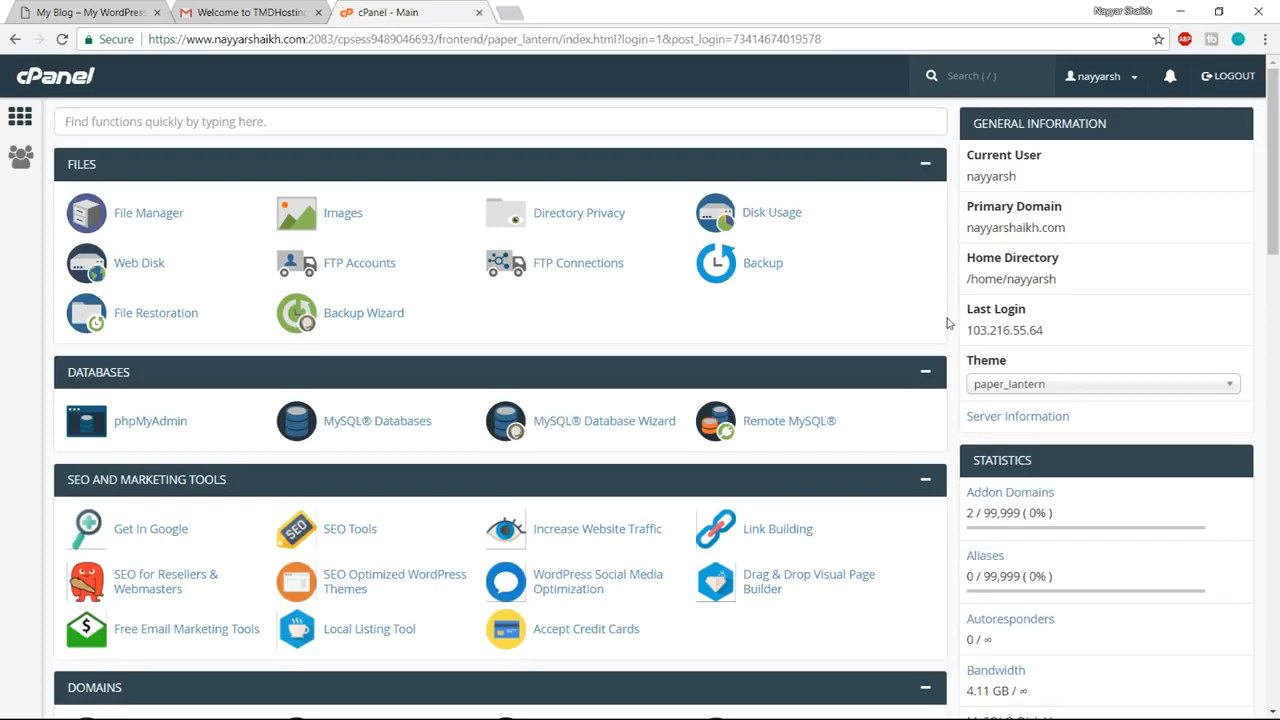 My Blog – My WordPress
Welcome to TMDHosting
cPanel - Main
Nayyar Shaikh
Secure
https://www.nayyarshaikh.com:2083/cpsess9489046693/frontend/paper_lantern/index.html?login=1&post_login=73414674019578
ABP
cPanel
Search ( / )
nayyarsh
LOGOUT
Find functions quickly by typing here.
FILES
File Manager
Images
Directory Privacy
Disk Usage
Web Disk
FTP Accounts
FTP Connections
Backup
File Restoration
Backup Wizard
DATABASES
phpMyAdmin
MySQL® Databases
MySQL® Database Wizard
Remote MySQL®
SEO AND MARKETING TOOLS
Get In Google
SEO
SEO Tools
Increase Website Traffic
Link Building
SEO for Resellers &
Webmasters
SEO Optimized WordPress
Themes
WordPress Social Media
Optimization
Drag & Drop Visual Page
Builder
$
Free Email Marketing Tools
Local Listing Tool
Accept Credit Cards
DOMAINS
GENERAL INFORMATION
Current User
nayyarsh
Primary Domain
nayyarshaikh.com
Home Directory
/home/nayyarsh
Last Login
103.216.55.64
Theme
paper_lantern
Server Information
STATISTICS
Addon Domains
2 / 99,999 ( 0% )
Aliases
0 / 99,999 ( 0% )
Autoresponders
0 / ∞
Bandwidth
4.11 GB / ∞